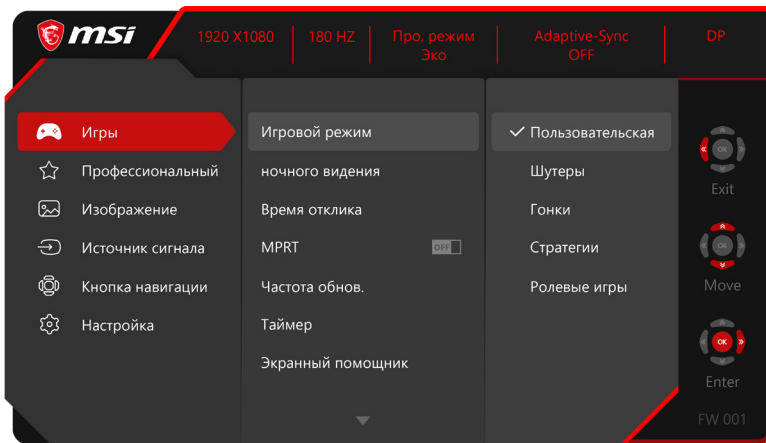 msi
1920 X1080
180 HZ
Про. режим
Эко
Adaptive-Sync
OFF
DP
Игры
Профессиональный
Изображение
Источник сигнала
Кнопка навигации
Настройка
Игровой режим
ночного видения
Время отклика
MPRT
OFF
Частота обнов.
Таймер
Экранный помощник
Пользовательская
Шутеры
Гонки
Стратегии
Ролевые игры
OK
Exit
OK
Move
OK
Enter
FW 001